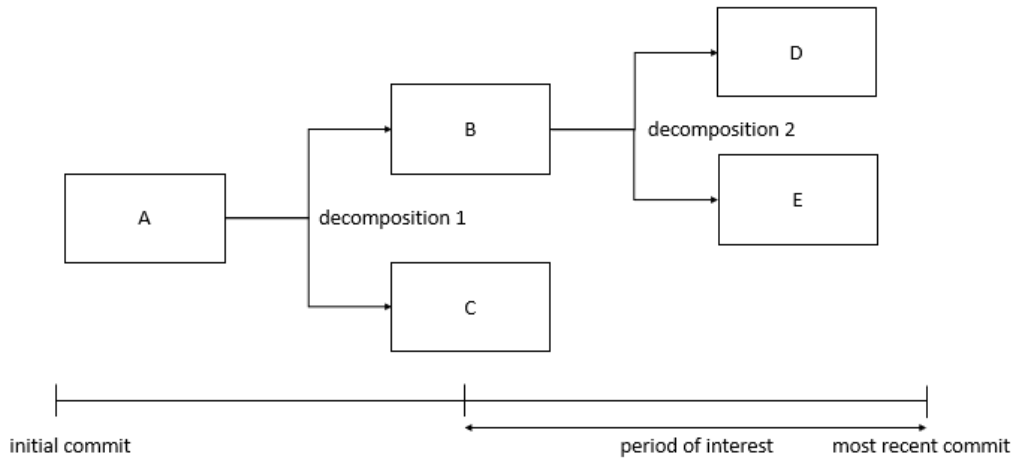 D
B
decomposition 2
A
E
decomposition 1
C
initial commit
period of interest
most recent commit